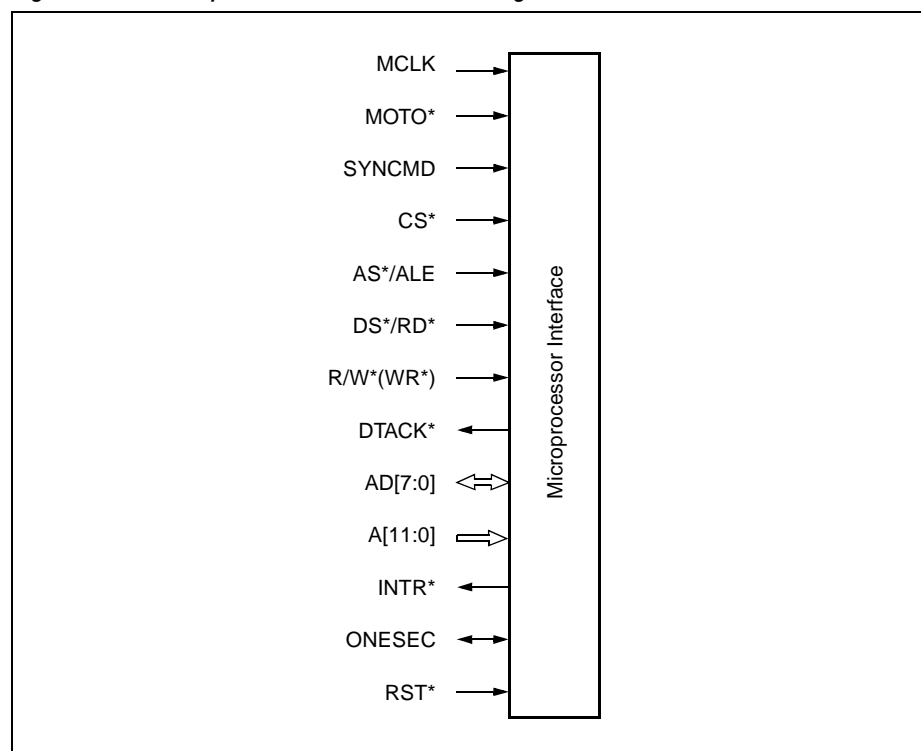 MCLK
MOTO*
SYNCMD
CS*
AS*/ALE
DS*/RD*
R/W*(WR*)
DTACK*
AD[7:0]
A[11:0]
INTR*
ONESEC
RST*
Microprocessor Interface